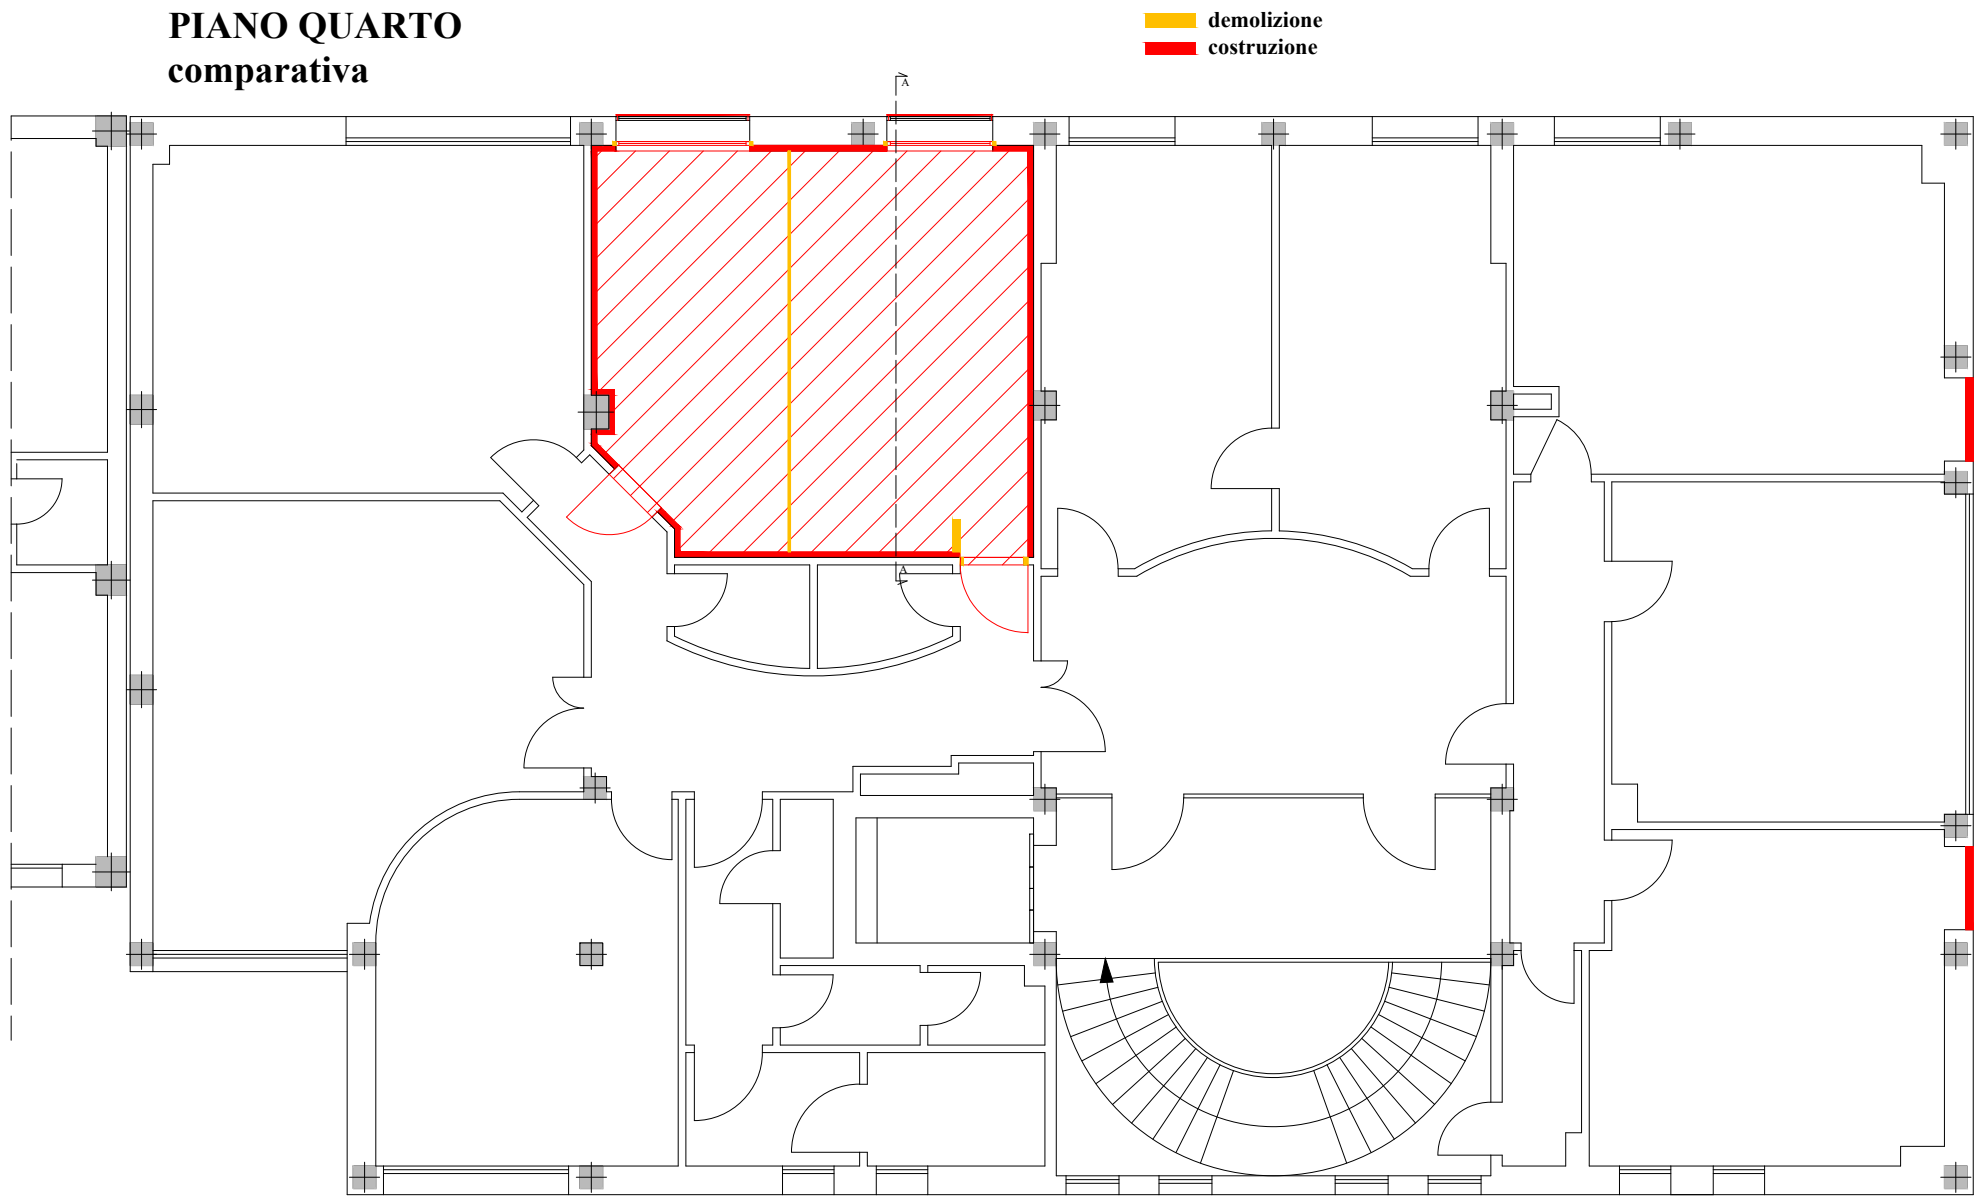 PIANO QUARTO
comparativa
demolizione
costruzione
A
A